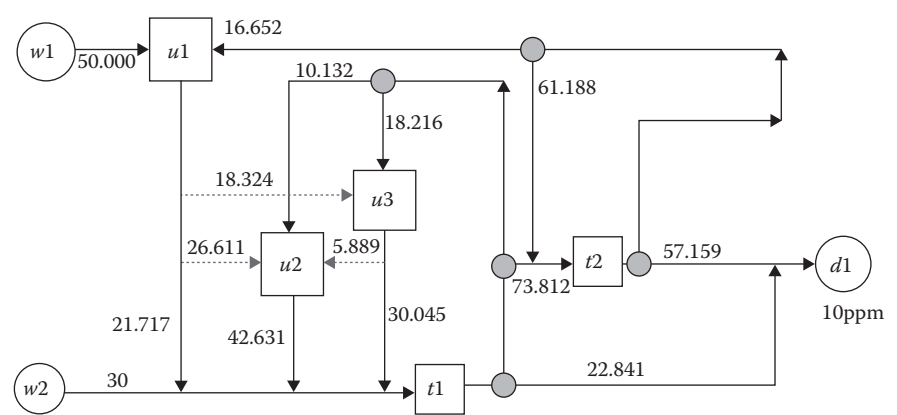 16.652
w1
u1
50.000
10.132
61.188
18.216
18.324
u3
26.611
5.889
u2
t2
57.159
d1
73.812
10ppm
21.717
42.631
30.045
w2
30
t1
22.841